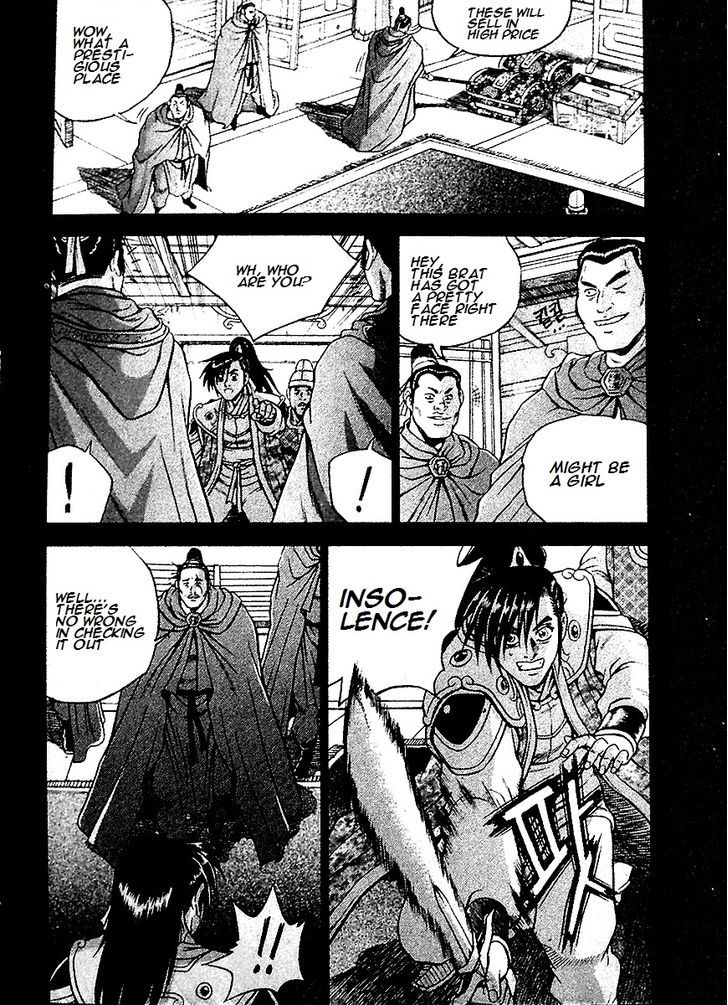 WOW,
WHAT A
PRESTI-
GIOUS
PLACE
THESE WILL
SELL IN
HIGH PRICE
WH, WHO
ARE YOU?
!
!
HEY,
THIS BRAT
HAS GOT
A PRETTY
FACE RIGHT
THERE
MIGHT BE
A GIRL
WELL...
THERE'S
NO WRONG
IN CHECKING
IT OUT
!!
INSO-
LENCE!
팟